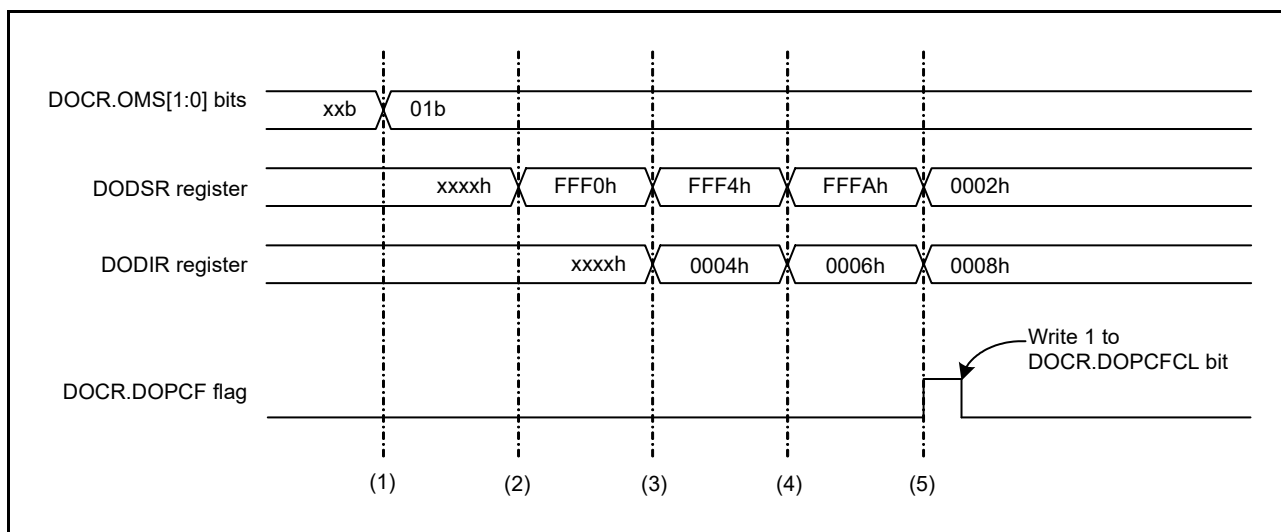 DOCR.OMS[1:0] bits xxb 01b
DODSR register xxxxh FFF0h FFF4h FFFAh 0002h
DODIR register xxxxh 0004h 0006h 0008h
Write 1 to
DOCR.DOPCFCL bit
DOCR.DOPCF flag
(1) (2) (3) (4) (5)